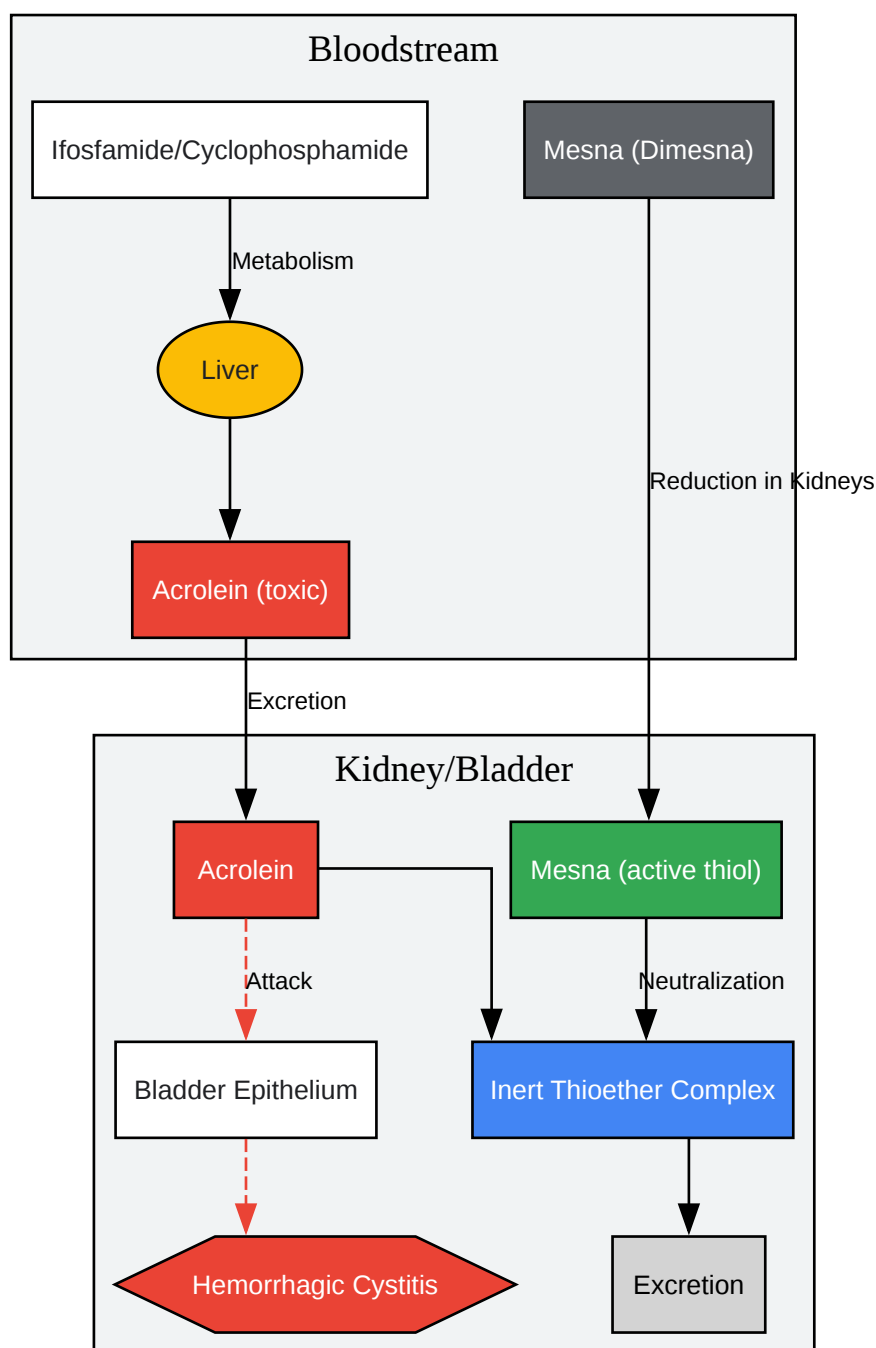 Bloodstream
Ifosfamide/Cyclophosphamide
Mesna (Dimesna)
Metabolism
Liver
Reduction in Kidneys
Acrolein (toxic)
Excretion
Kidney/Bladder
Acrolein
Mesna (active thiol)
Attack
Neutralization
Bladder Epithelium
Inert Thioether Complex
Hemorrhagic Cystitis
Excretion